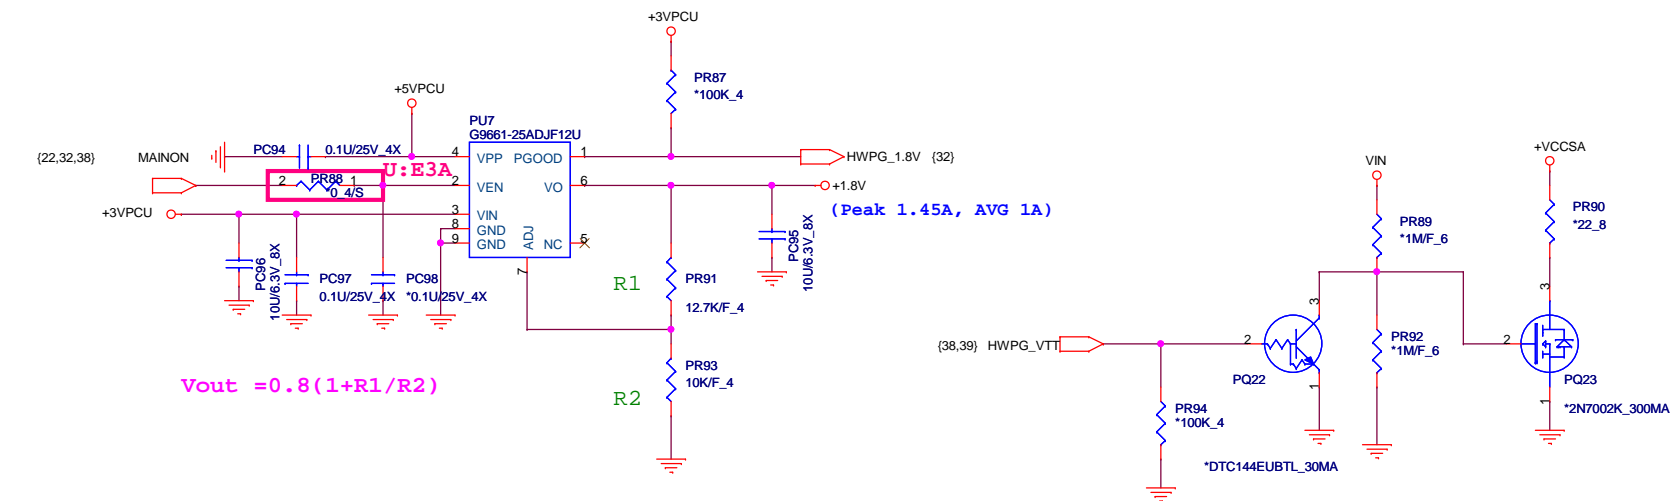 +3VPCU
PR87
*100K_4
+5VPCU
PU7
G9661-25ADJF12U
{22,32,38}
MAINON
PC94
0.1U/25V_4X
4
VPP
PGOOD
1
HWPG_1.8V
{32}
U:E3A
2
PR88
1
0_4/S
2
VEN
VO
6
+1.8V
(Peak 1.45A, AVG 1A)
+3VPCU
3
VIN
8
GND
9
GND
ADJ
NC
5
7
PC96
10U/6.3V_8X
PC97
0.1U/25V_4X
PC98
*0.1U/25V_4X
PC95
10U/6.3V_8X
R1
PR91
12.7K/F_4
R2
PR93
10K/F_4
Vout =0.8(1+R1/R2)
VIN
PR89
*1M/F_6
+VCCSA
PR90
*22_8
{38,39}
HWPG_VTT
2
3
1
PQ22
PR92
*1M/F_6
2
3
1
PQ23
*2N7002K_300MA
PR94
*100K_4
*DTC144EUBTL_30MA